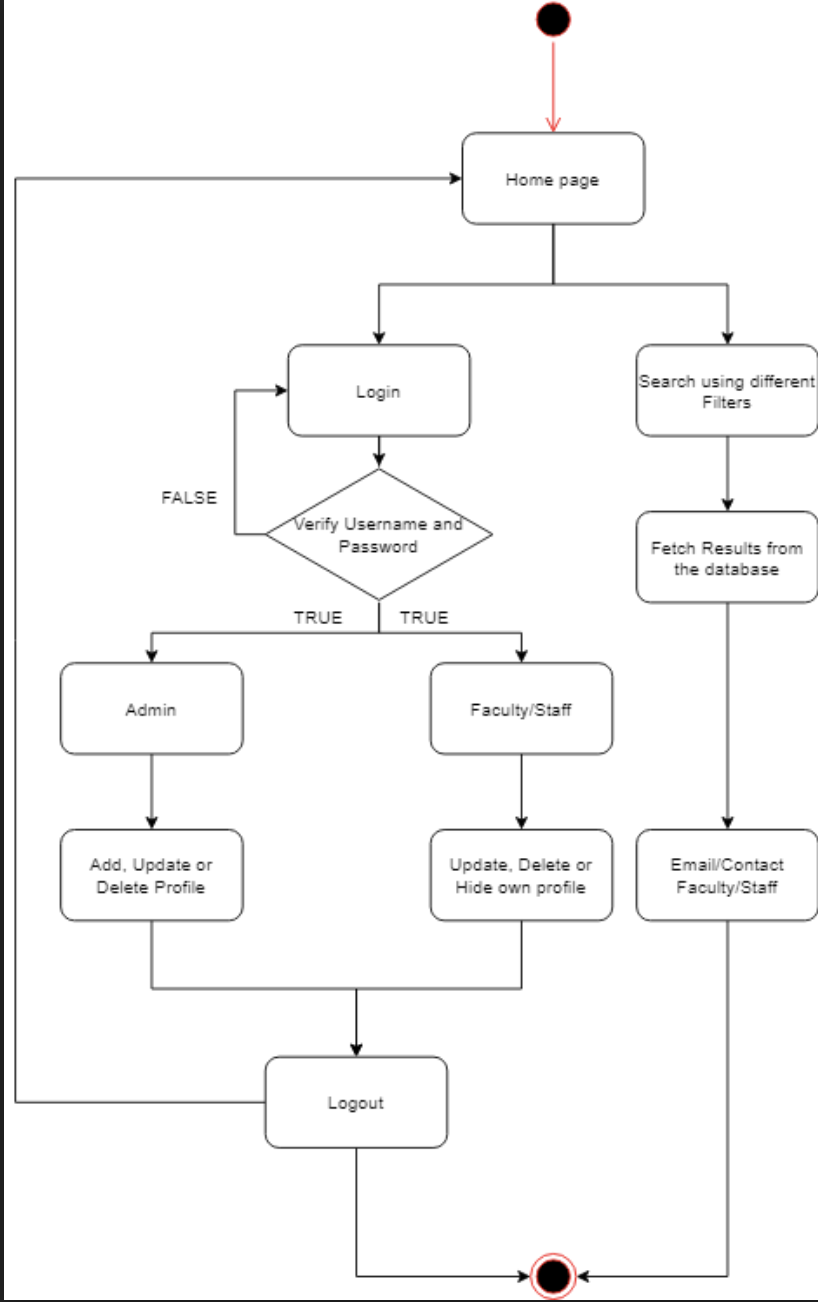 Home page
Login
Search using different
Filters
FALSE
Verify Username and
Password
Fetch Results from
the database
TRUE
TRUE
Admin
Faculty/Staff
Add, Update or
Delete Profile
Update, Delete or
Hide own profile
Email/Contact
Faculty/Staff
Logout